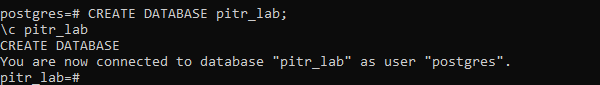 postgres=# CREATE DATABASE pitr_lab;
\c pitr_lab
CREATE DATABASE
You are now connected to database "pitr_lab" as user "postgres".
pitr_lab=#